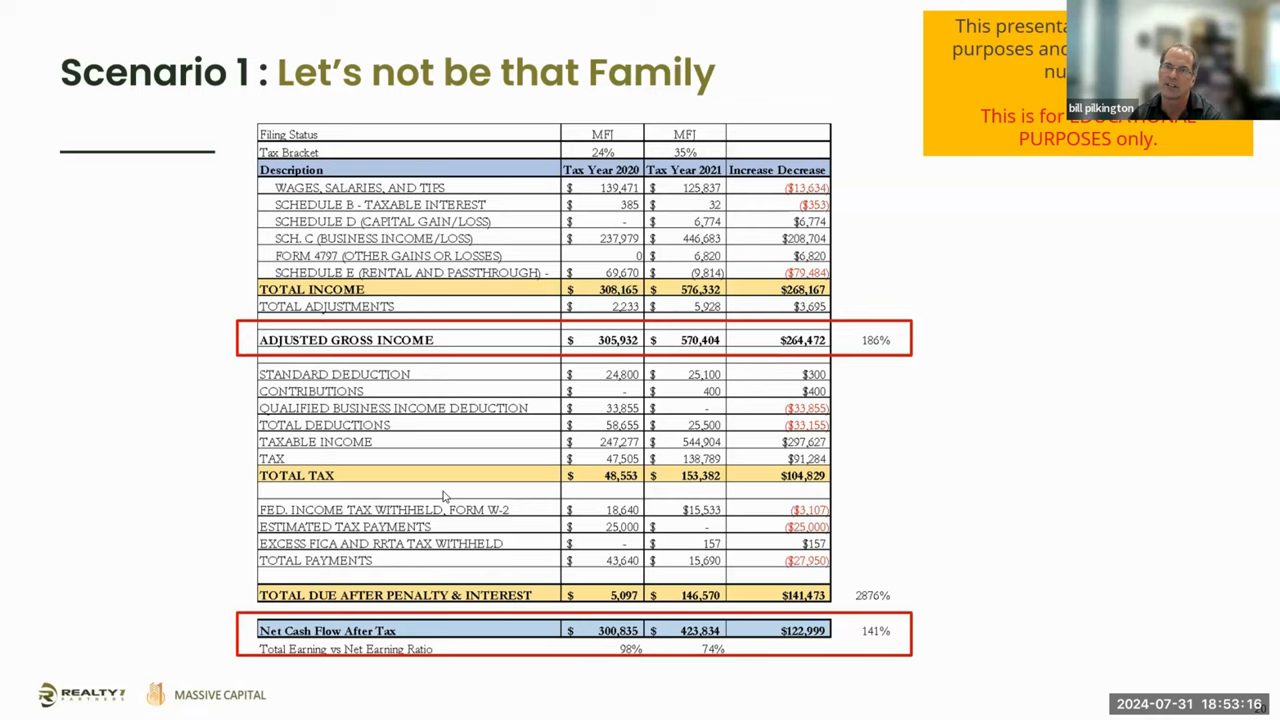 Scenario 1 : Let's not be that Family
This presenta
purposes and
nu
This is for EDUCATIONAL
PURPOSES only.
bill pilkington
Filing Status MFJ MFJ
Tax Bracket 24% 35%
Description Tax Year 2020 Tax Year 2021 Increase Decrease
WAGES, SALARIES, AND TIPS $ 139,471 $ 125,837 ($13,634)
SCHEDULE B - TAXABLE INTEREST $ 385 $ 32 ($353)
SCHEDULE D (CAPITAL GAIN/LOSS) $ - $ 6,774 $6,774
SCH. C (BUSINESS INCOME/LOSS) $ 237,979 $ 446,683 $208,704
FORM 4797 (OTHER GAINS OR LOSSES) 0 $ 6,820 $6,820
SCHEDULE E (RENTAL AND PASSTHROUGH) - $ 69,670 $ (9,814) ($79,484)
TOTAL INCOME $ 308,165 $ 576,332 $268,167
TOTAL ADJUSTMENTS $ 2,233 $ 5,928 $3,695
ADJUSTED GROSS INCOME $ 305,932 $ 570,404 $264,472 186%
STANDARD DEDUCTION $ 24,800 $ 25,100 $300
CONTRIBUTIONS $ - $ 400 $400
QUALIFIED BUSINESS INCOME DEDUCTION $ 33,855 $ - ($33,855)
TOTAL DEDUCTIONS $ 58,655 $ 25,500 ($33,155)
TAXABLE INCOME $ 247,277 $ 544,904 $297,627
TAX $ 47,505 $ 138,789 $91,284
TOTAL TAX $ 48,553 $ 153,382 $104,829
FED. INCOME TAX WITHHELD, FORM W-2 $ 18,640 $15,533 ($3,107)
ESTIMATED TAX PAYMENTS $ 25,000 $ - ($25,000)
EXCESS FICA AND RRTA TAX WITHHELD $ - $ 157 $157
TOTAL PAYMENTS $ 43,640 $ 15,690 ($27,950)
TOTAL DUE AFTER PENALTY & INTEREST $ 5,097 $ 146,570 $141,473 2876%
Net Cash Flow After Tax $ 300,835 $ 423,834 $122,999 141%
Total Earning vs Net Earning Ratio 98% 74%
REALTY
PARTNERS
MASSIVE CAPITAL
2024-07-31 18:53:16